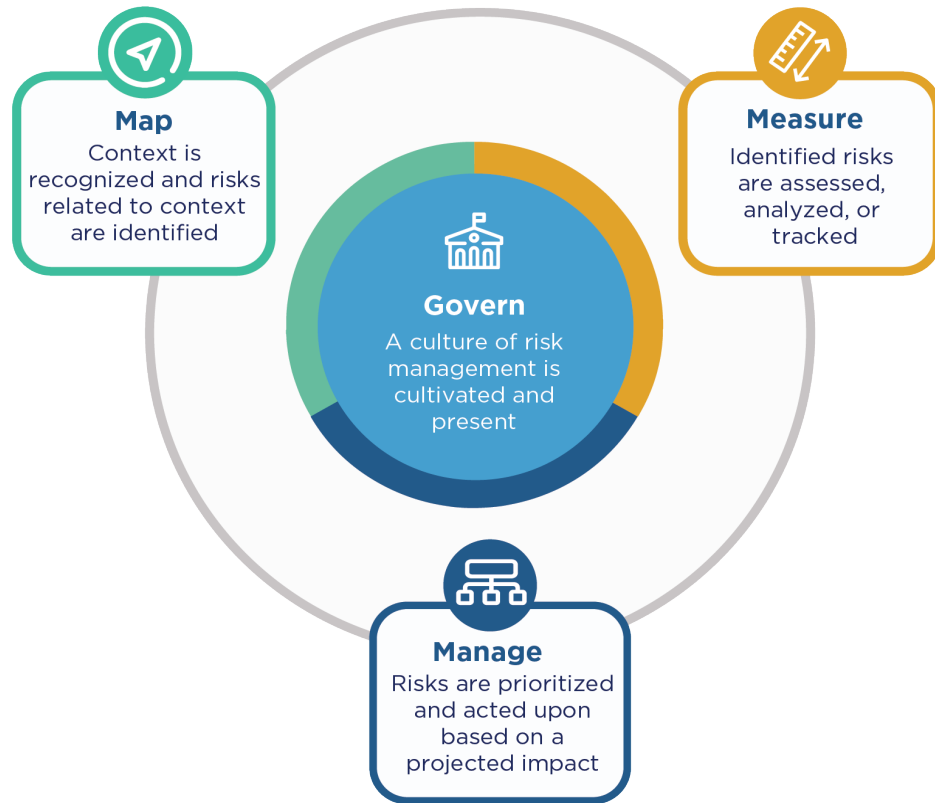 Map
Context is
recognized and risks
related to context
are identified
Measure
Identified risks
are assessed,
analyzed, or
tracked
Govern
A culture of risk
management is
cultivated and
present
Manage
Risks are prioritized
and acted upon
based on a
projected impact